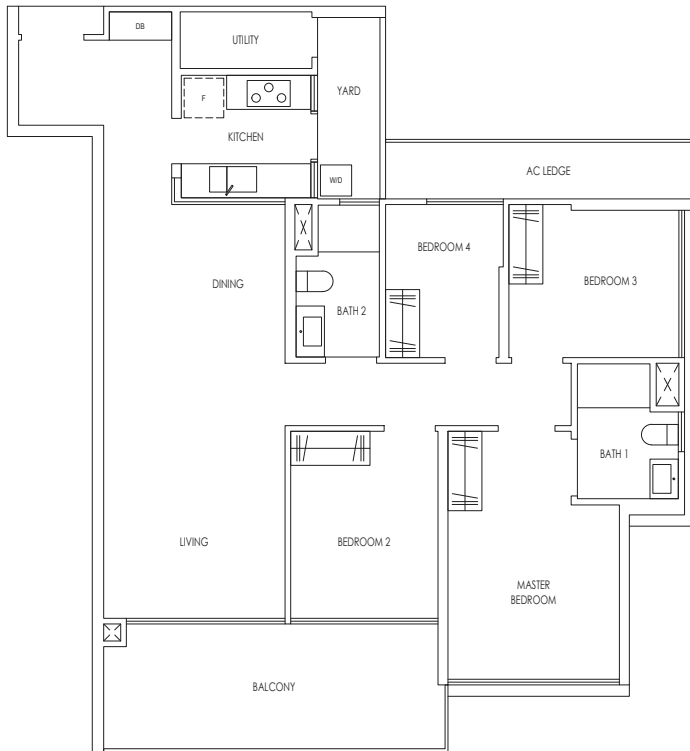 DB
UTILITY
F
YARD
KITCHEN
W/D
AC LEDGE
BEDROOM 4
DINING
BEDROOM 3
BATH 2
BATH 1
LIVING
BEDROOM 2
MASTER
BEDROOM
BALCONY